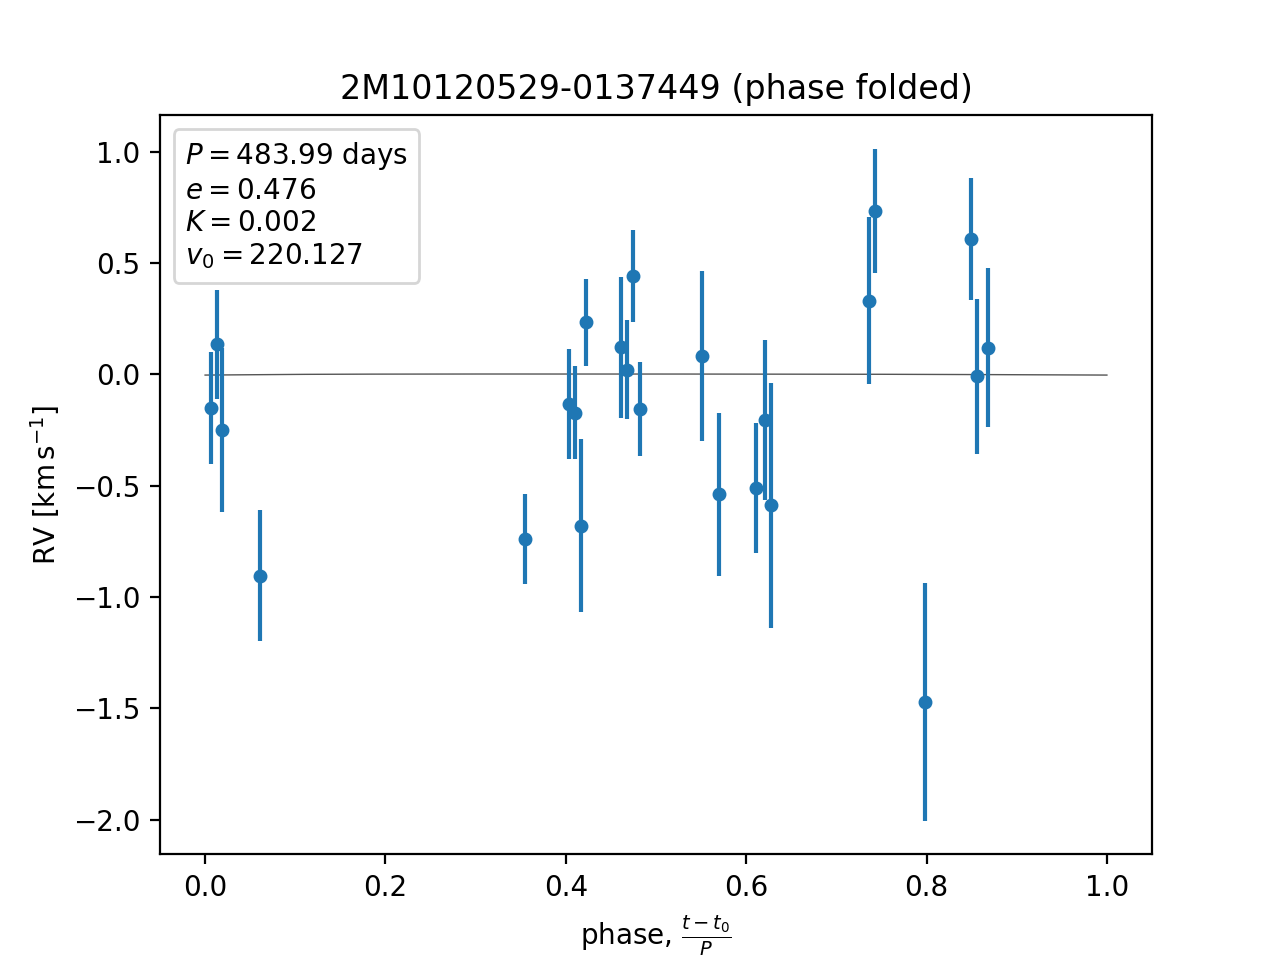 2M10120529-0137449 (phase folded)
P = 483.99 days
e = 0.476
K = 0.002
v₀ = 220.127
1.0
0.5
0.0
−0.5
−1.0
−1.5
−2.0
RV [km s⁻¹]
0.0 0.2 0.4 0.6 0.8 1.0
phase, (t − t₀)/P